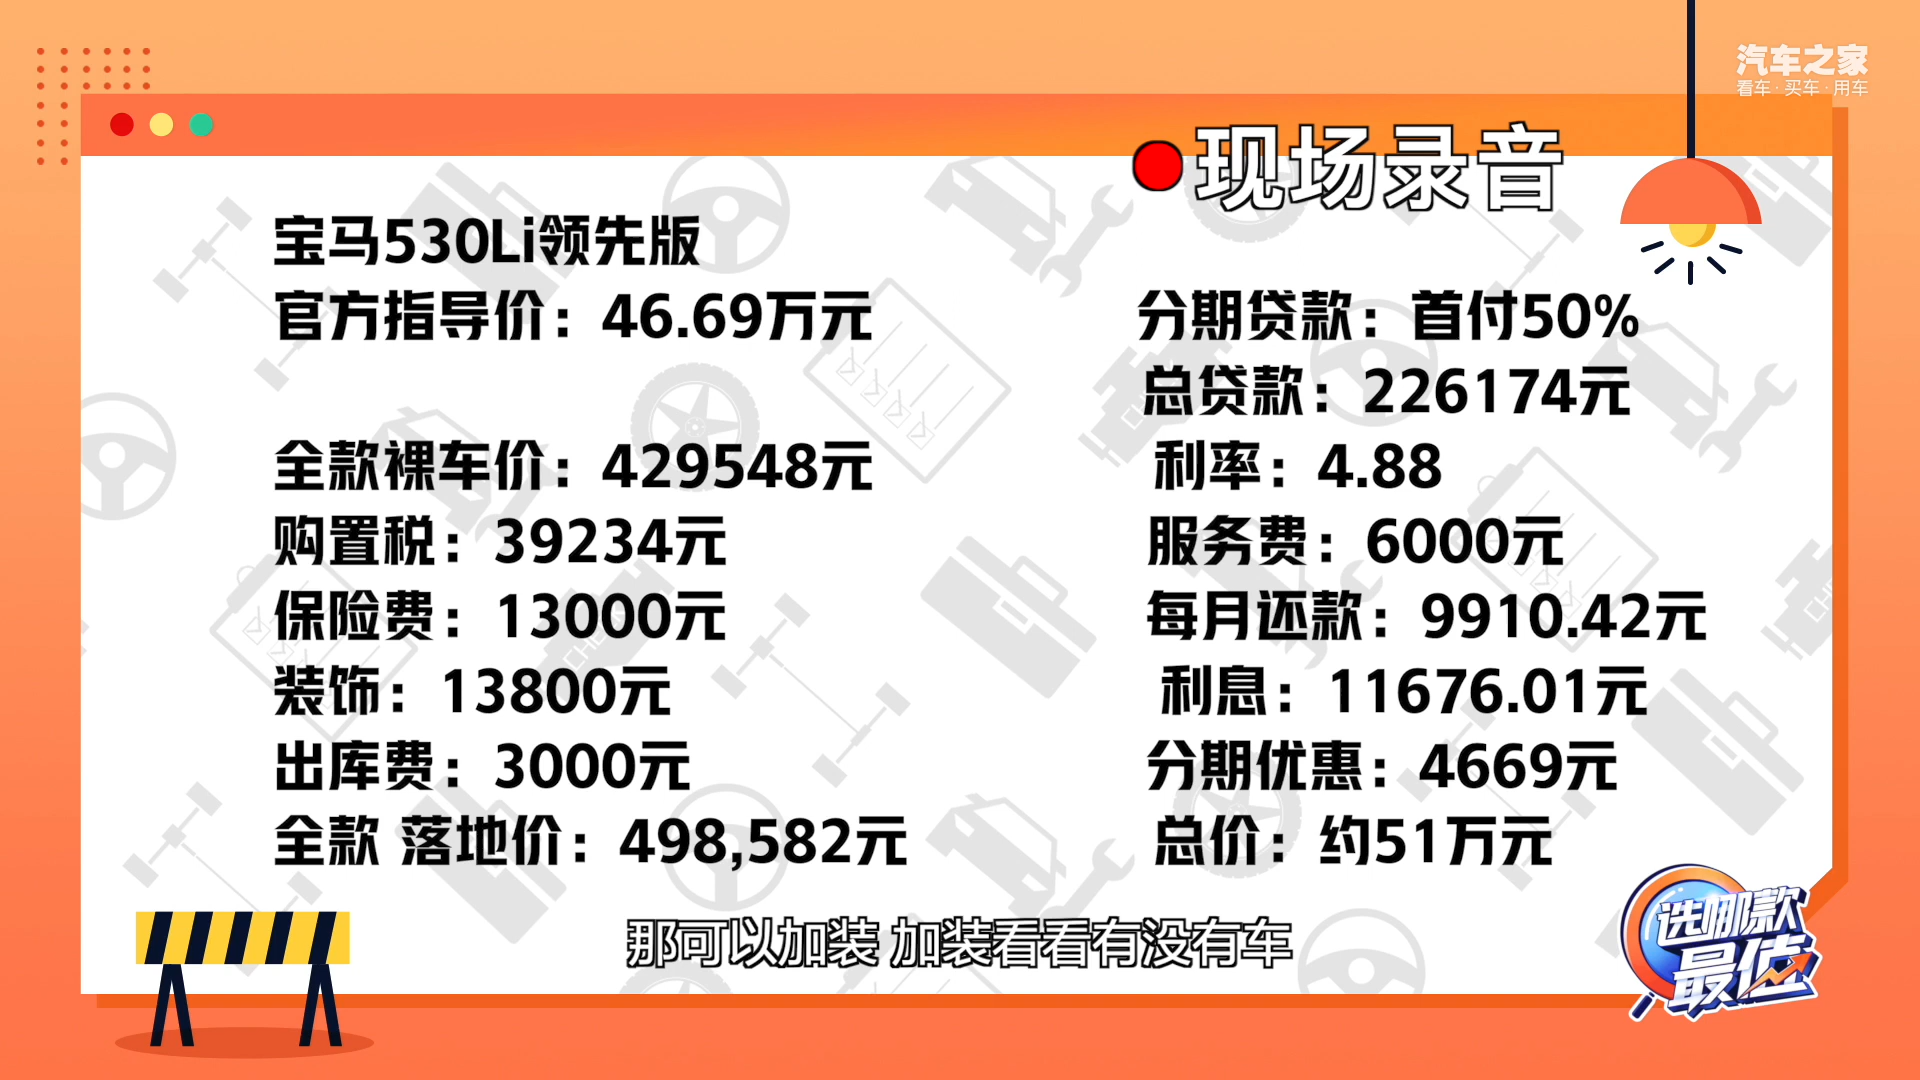 汽车之家
看车·买车·用车
现场录音
宝马530Li领先版
官方指导价：46.69万元
全款裸车价：429548元
购置税：39234元
保险费：13000元
装饰：13800元
出库费：3000元
全款 落地价：498,582元
分期贷款：首付50%
总贷款：226174元
利率：4.88
服务费：6000元
每月还款：9910.42元
利息：11676.01元
分期优惠：4669元
总价：约51万元
那可以加装 加装看看有没有车
选哪款
最值